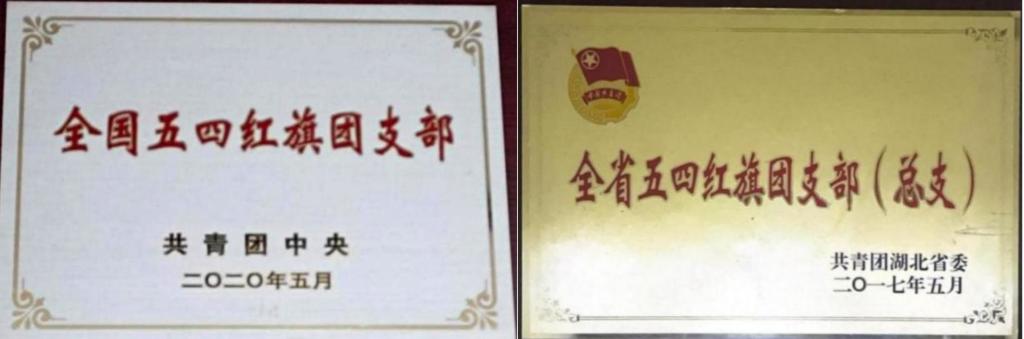 全国五四红旗团支部
共青团中央
二〇二〇年五月
全省五四红旗团支部（总支）
共青团湖北省委
二〇一七年五月